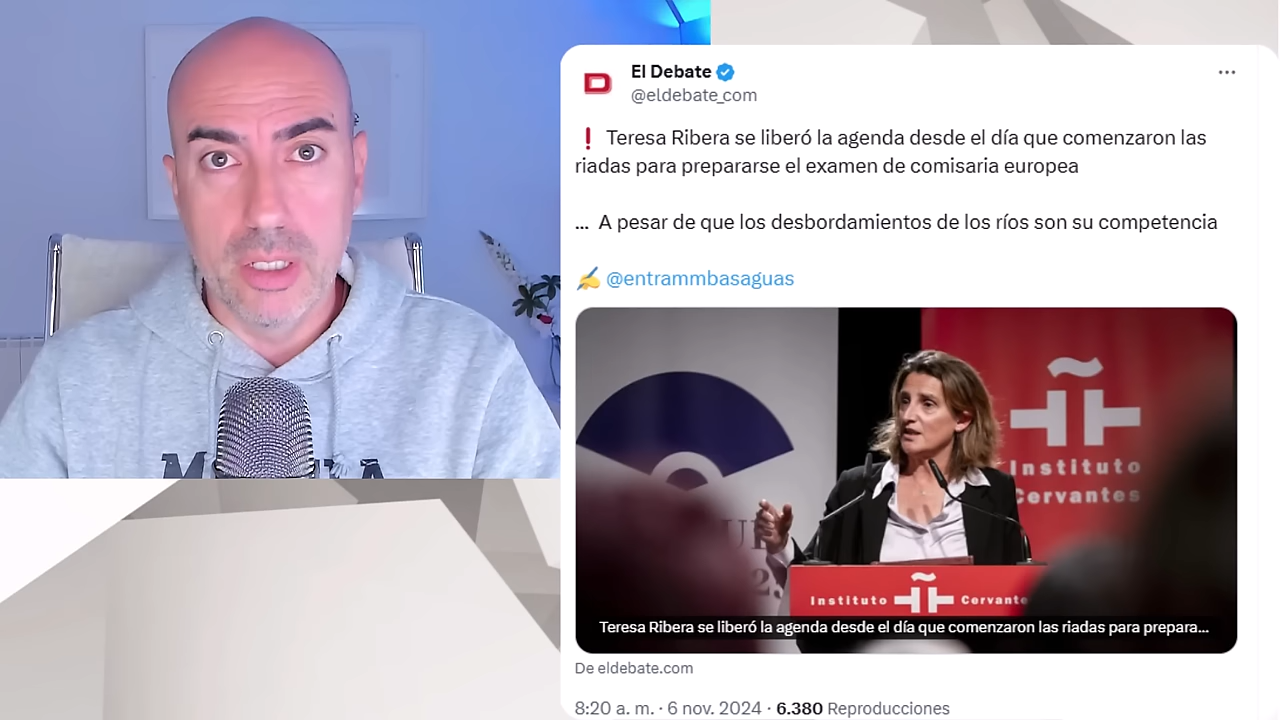 El Debate
@eldebate_com
❗ Teresa Ribera se liberó la agenda desde el día que comenzaron las
riadas para prepararse el examen de comisaria europea
... A pesar de que los desbordamientos de los ríos son su competencia
✍ @entrammbasaguas
Instituto
Cervantes
Instituto Cervante
Teresa Ribera se liberó la agenda desde el día que comenzaron las riadas para prepara...
De eldebate.com
8:20 a. m. · 6 nov. 2024 · 6.380 Reproducciones